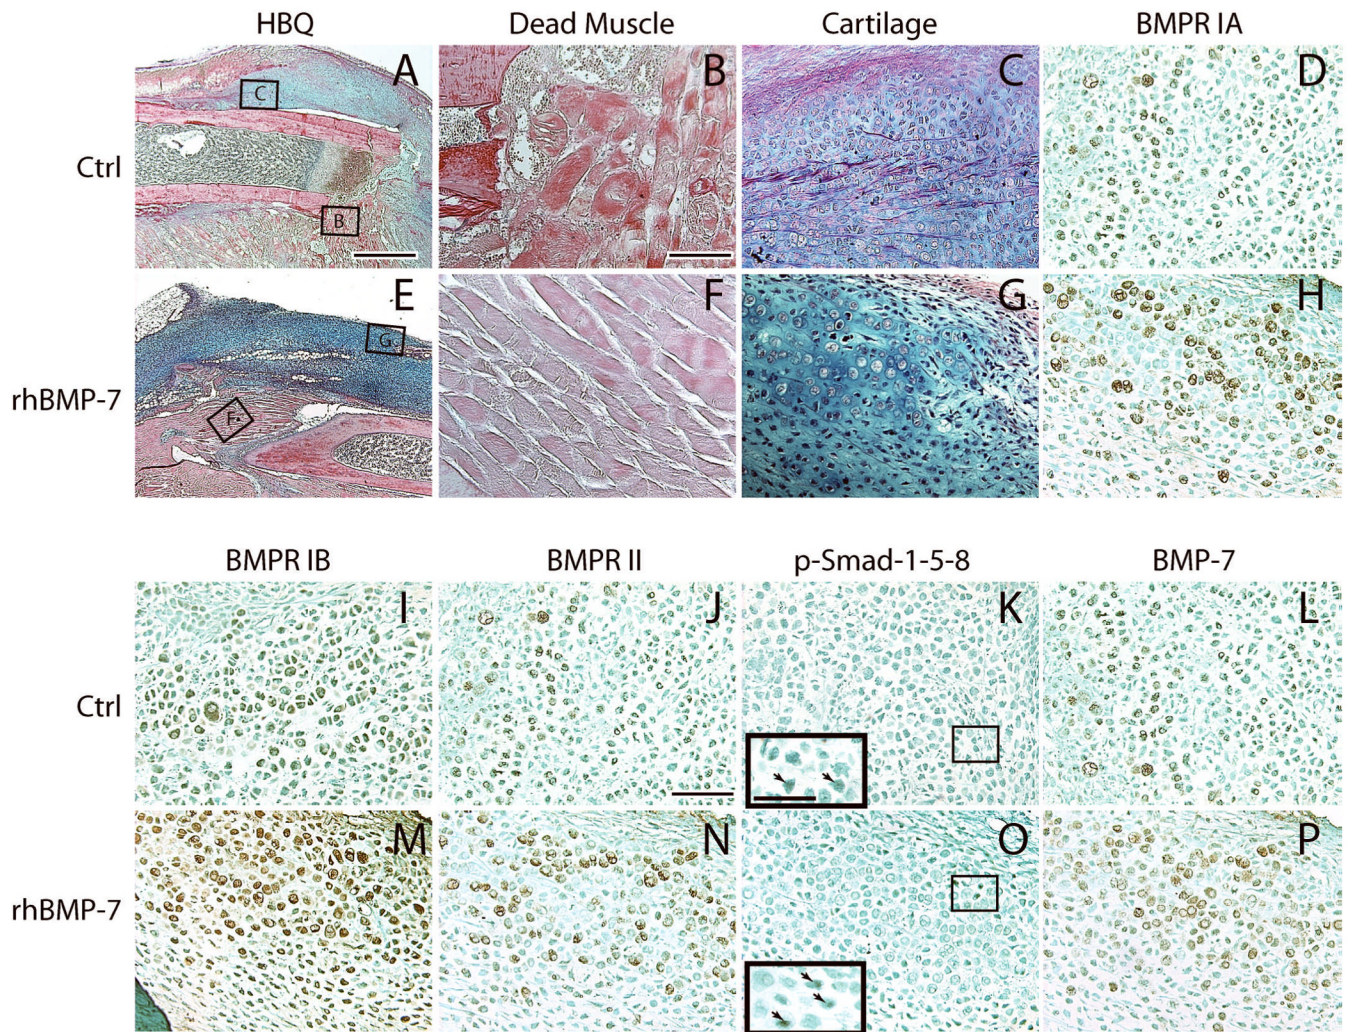 HBQ Dead Muscle Cartilage BMPR IA
Ctrl A C B B C D
rhBMP-7 E G F F G H
BMPR IB BMPR II p-Smad-1-5-8 BMP-7
Ctrl I J K L
rhBMP-7 M N O P